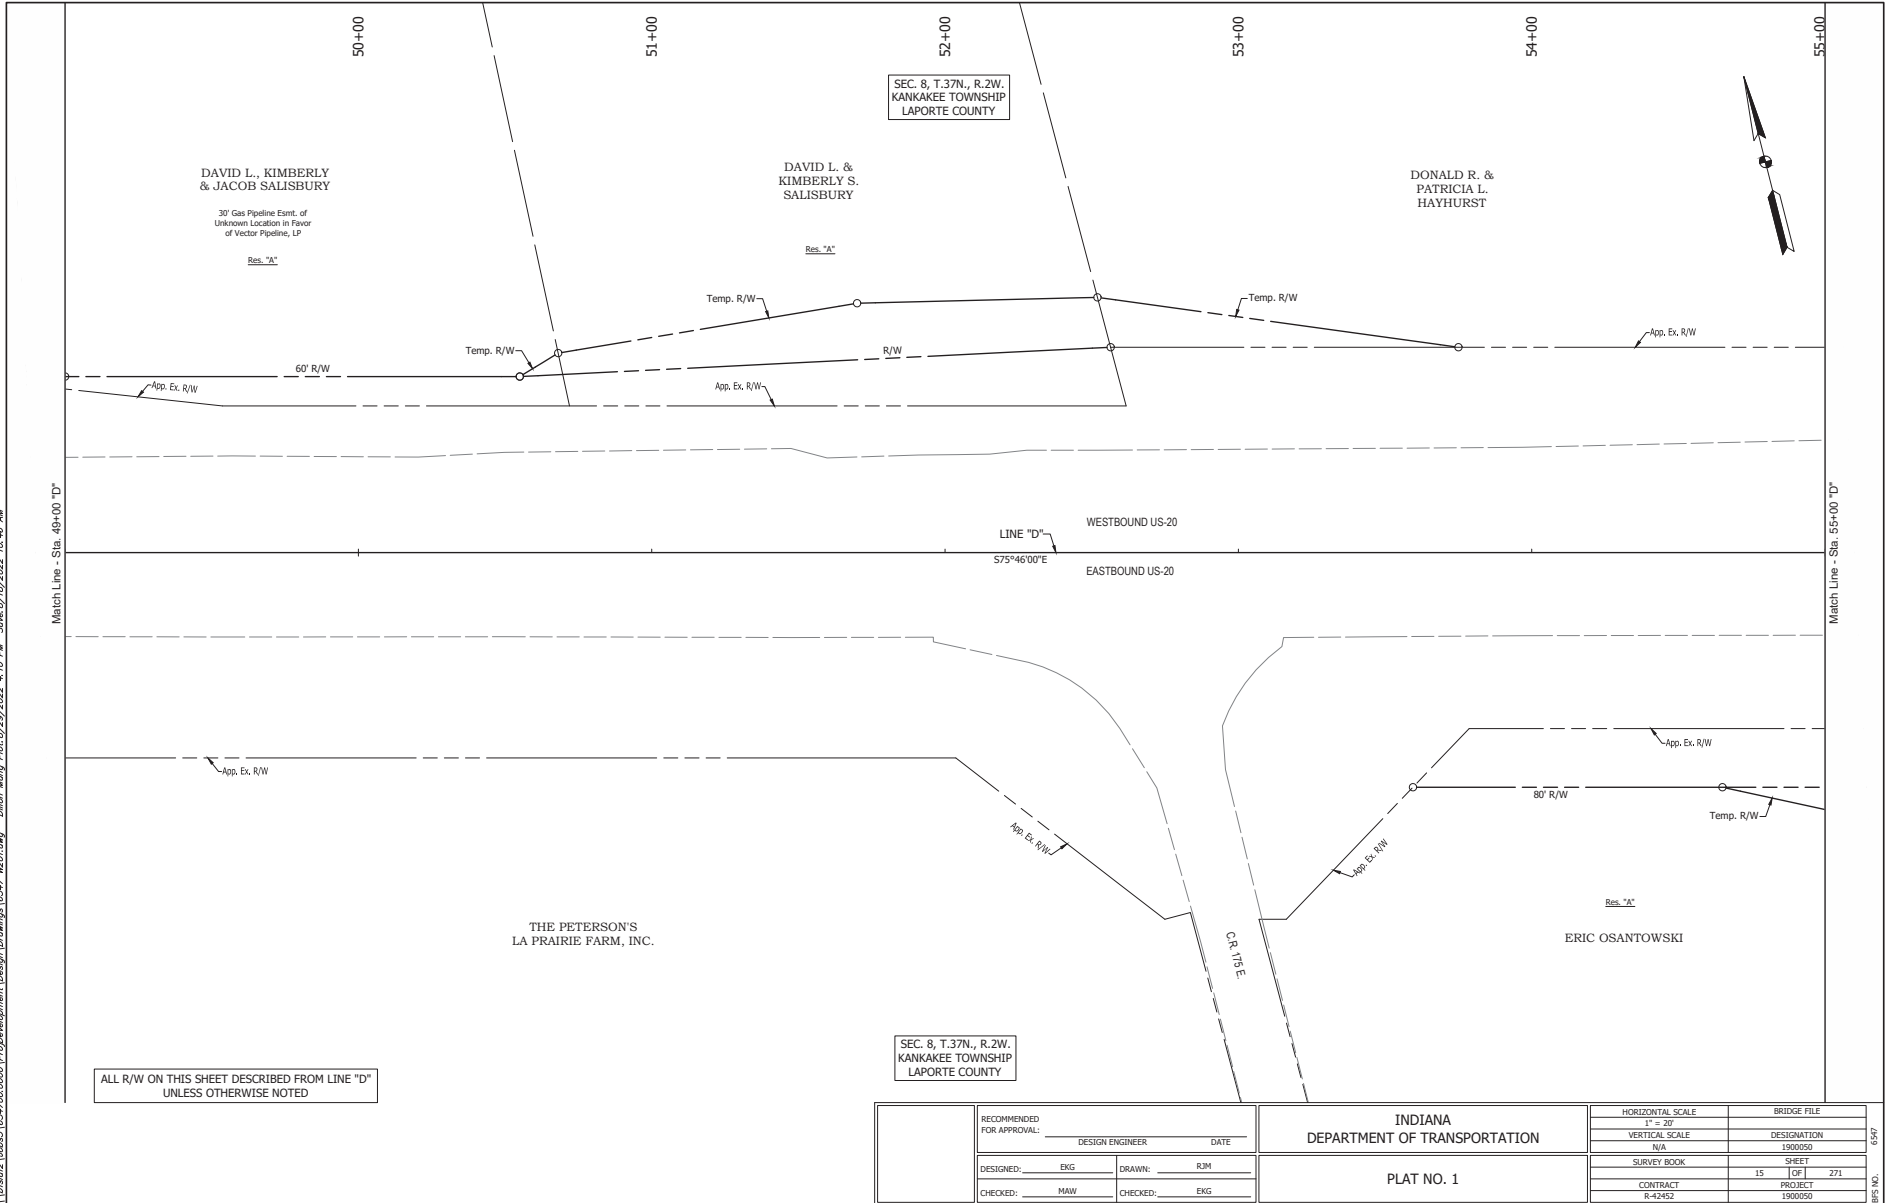 50+00
51+00
52+00
53+00
54+00
55+00
SEC. 8, T.37N., R.2W.
KANKAKEE TOWNSHIP
LAPORTE COUNTY
DAVID L., KIMBERLY
& JACOB SALISBURY
30' Gas Pipeline Esmt. of
Unknown Location in Favor
of Vector Pipeline, LP
Res. "A"
DAVID L. &
KIMBERLY S.
SALISBURY
Res. "A"
DONALD R. &
PATRICIA L.
HAYHURST
Temp. R/W
Temp. R/W
App. Ex. R/W
Temp. R/W
R/W
60' R/W
App. Ex. R/W
App. Ex. R/W
Match Line - Sta. 49+00 "D"
Match Line - Sta. 55+00 "D"
WESTBOUND US-20
LINE "D"
S75°46'00"E
EASTBOUND US-20
App. Ex. R/W
App. Ex. R/W
80' R/W
Temp. R/W
App. Ex. R/W
App. Ex. R/W
Res. "A"
ERIC OSANTOWSKI
THE PETERSON'S
LA PRAIRIE FARM, INC.
C.R. 175 E.
SEC. 8, T.37N., R.2W.
KANKAKEE TOWNSHIP
LAPORTE COUNTY
ALL R/W ON THIS SHEET DESCRIBED FROM LINE "D"
UNLESS OTHERWISE NOTED
RECOMMENDED
FOR APPROVAL:
DESIGN ENGINEER DATE
DESIGNED: EKG DRAWN: RJM
CHECKED: MAW CHECKED: EKG
INDIANA
DEPARTMENT OF TRANSPORTATION
PLAT NO. 1
HORIZONTAL SCALE BRIDGE FILE
1" = 20'
VERTICAL SCALE DESIGNATION
N/A 1900050
SURVEY BOOK SHEET
15 OF 271
CONTRACT PROJECT
R-42452 1900050
BFS NO. 6547